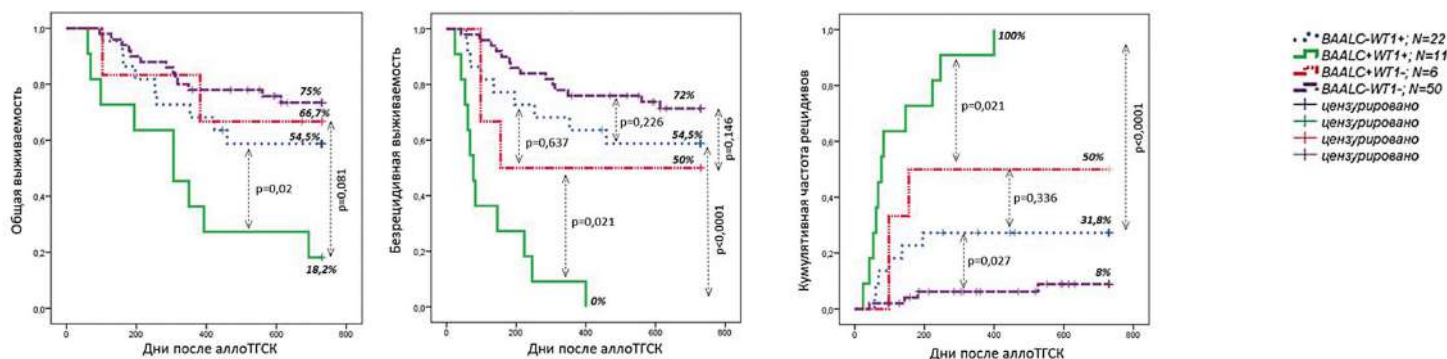 Общая выживаемость
1,0
0,8
0,6
0,4
0,2
0,0
75%
66,7%
54,5%
p=0,02
p=0,081
18,2%
0
200
400
600
800
Дни после аллоТГСК
Безрецидивная выживаемость
1,0
0,8
0,6
0,4
0,2
0,0
72%
p=0,226
54,5%
p=0,146
p=0,637
50%
p=0,021
p<0,0001
0%
0
200
400
600
800
Дни после аллоТГСК
Кумулятивная частота рецидивов
1,0
0,8
0,6
0,4
0,2
0,0
100%
p=0,021
p<0,0001
50%
p=0,336
31,8%
p=0,027
8%
0
200
400
600
800
Дни после аллоТГСК
BAALC-WT1+; N=22
BAALC+WT1+; N=11
BAALC+WT1-; N=6
BAALC-WT1-; N=50
цензурировано
цензурировано
цензурировано
цензурировано